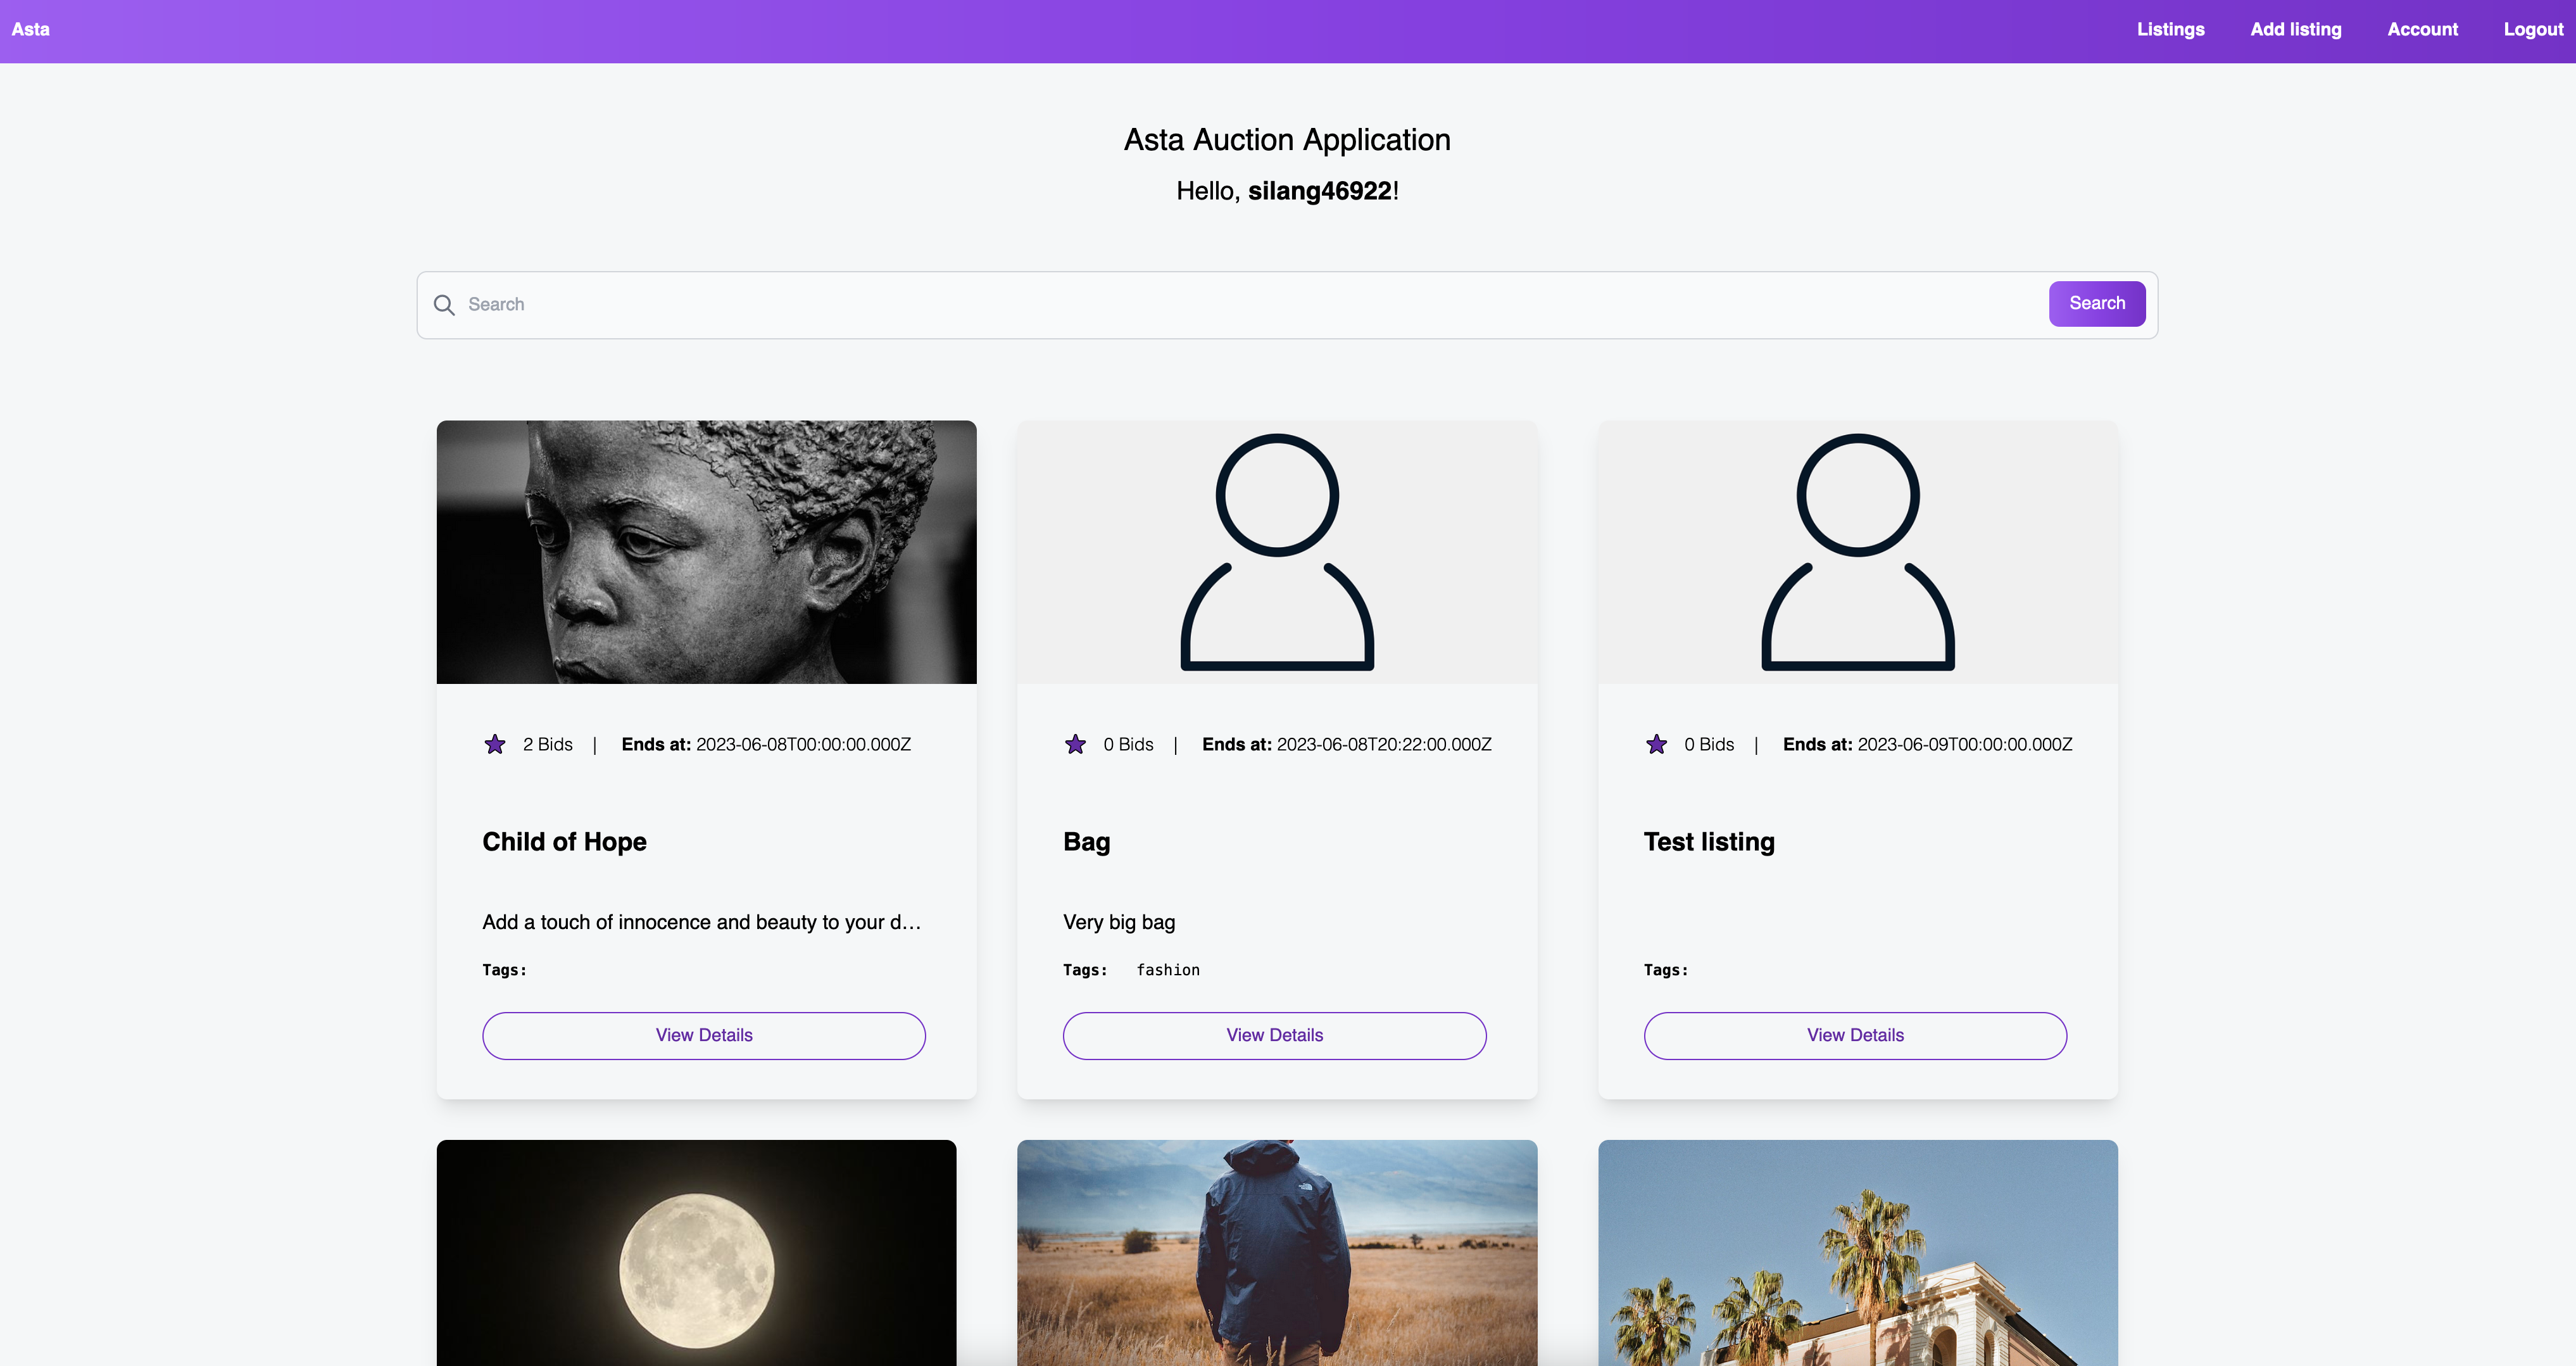 Asta
Listings
Add listing
Account
Logout
Asta Auction Application
Hello, silang46922!
Search
Search
2 Bids | Ends at: 2023-06-08T00:00:00.000Z
Child of Hope
Add a touch of innocence and beauty to your d...
Tags:
View Details
0 Bids | Ends at: 2023-06-08T20:22:00.000Z
Bag
Very big bag
Tags: fashion
View Details
0 Bids | Ends at: 2023-06-09T00:00:00.000Z
Test listing
Tags:
View Details